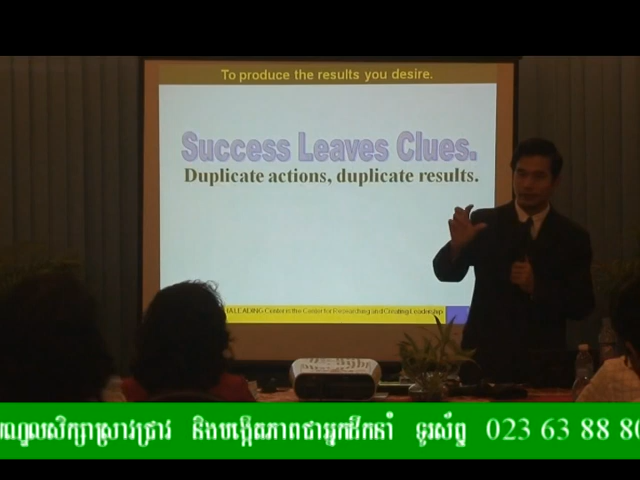 To produce the results you desire.
Success Leaves Clues.
Duplicate actions, duplicate results.
LEADING Center is the Center for Researching and Creating Leadership
សិក្សាស្រាវជ្រាវ និងបង្កើតភាពជាអ្នកដឹកនាំ ទូរស័ព្ទ 023 63 88 80